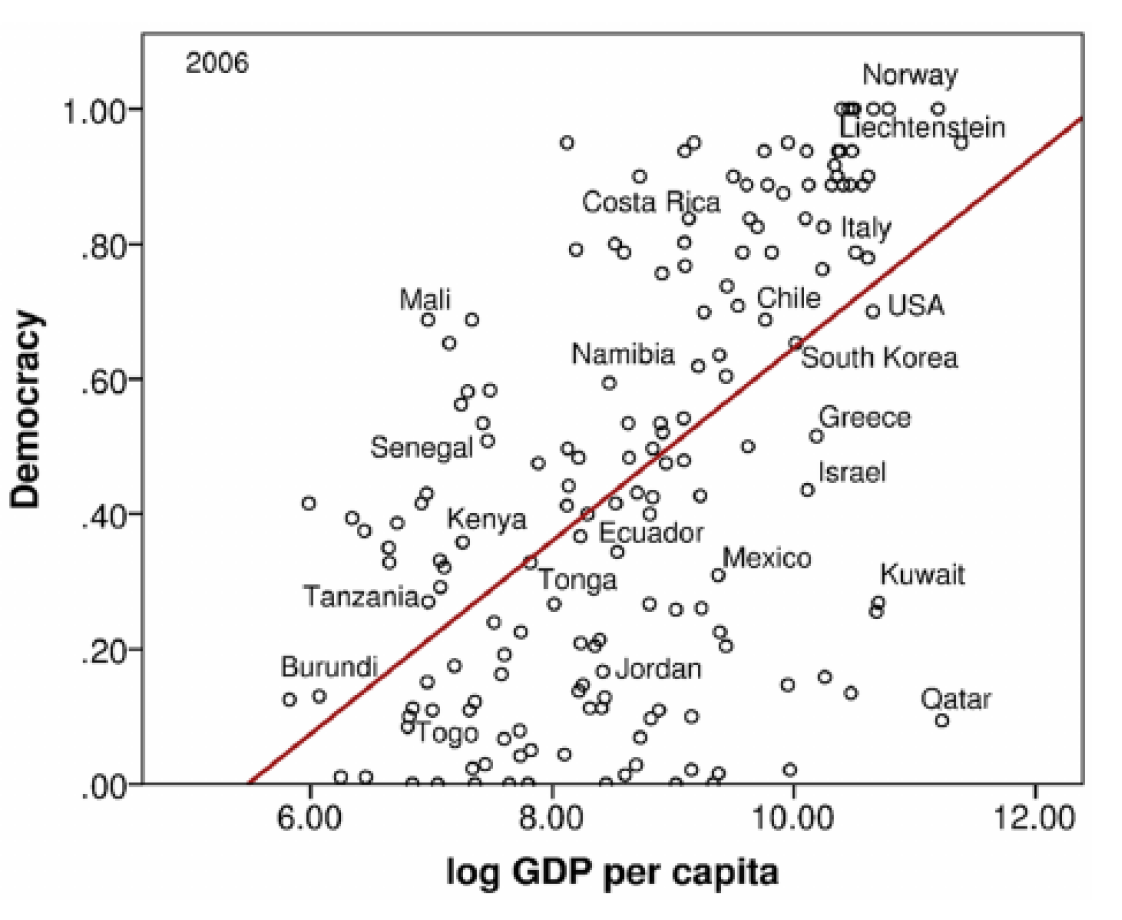 2006
Norway
1.00
Liechtenstein
Costa Rica
Italy
.80
Mali
Chile
USA
Namibia
South Korea
.60
Greece
Senegal
Israel
.40
Kenya
Ecuador
Mexico
Tonga
Kuwait
Tanzania
.20
Burundi
Jordan
Qatar
Togo
.00
6.00 8.00 10.00 12.00
Democracy
log GDP per capita